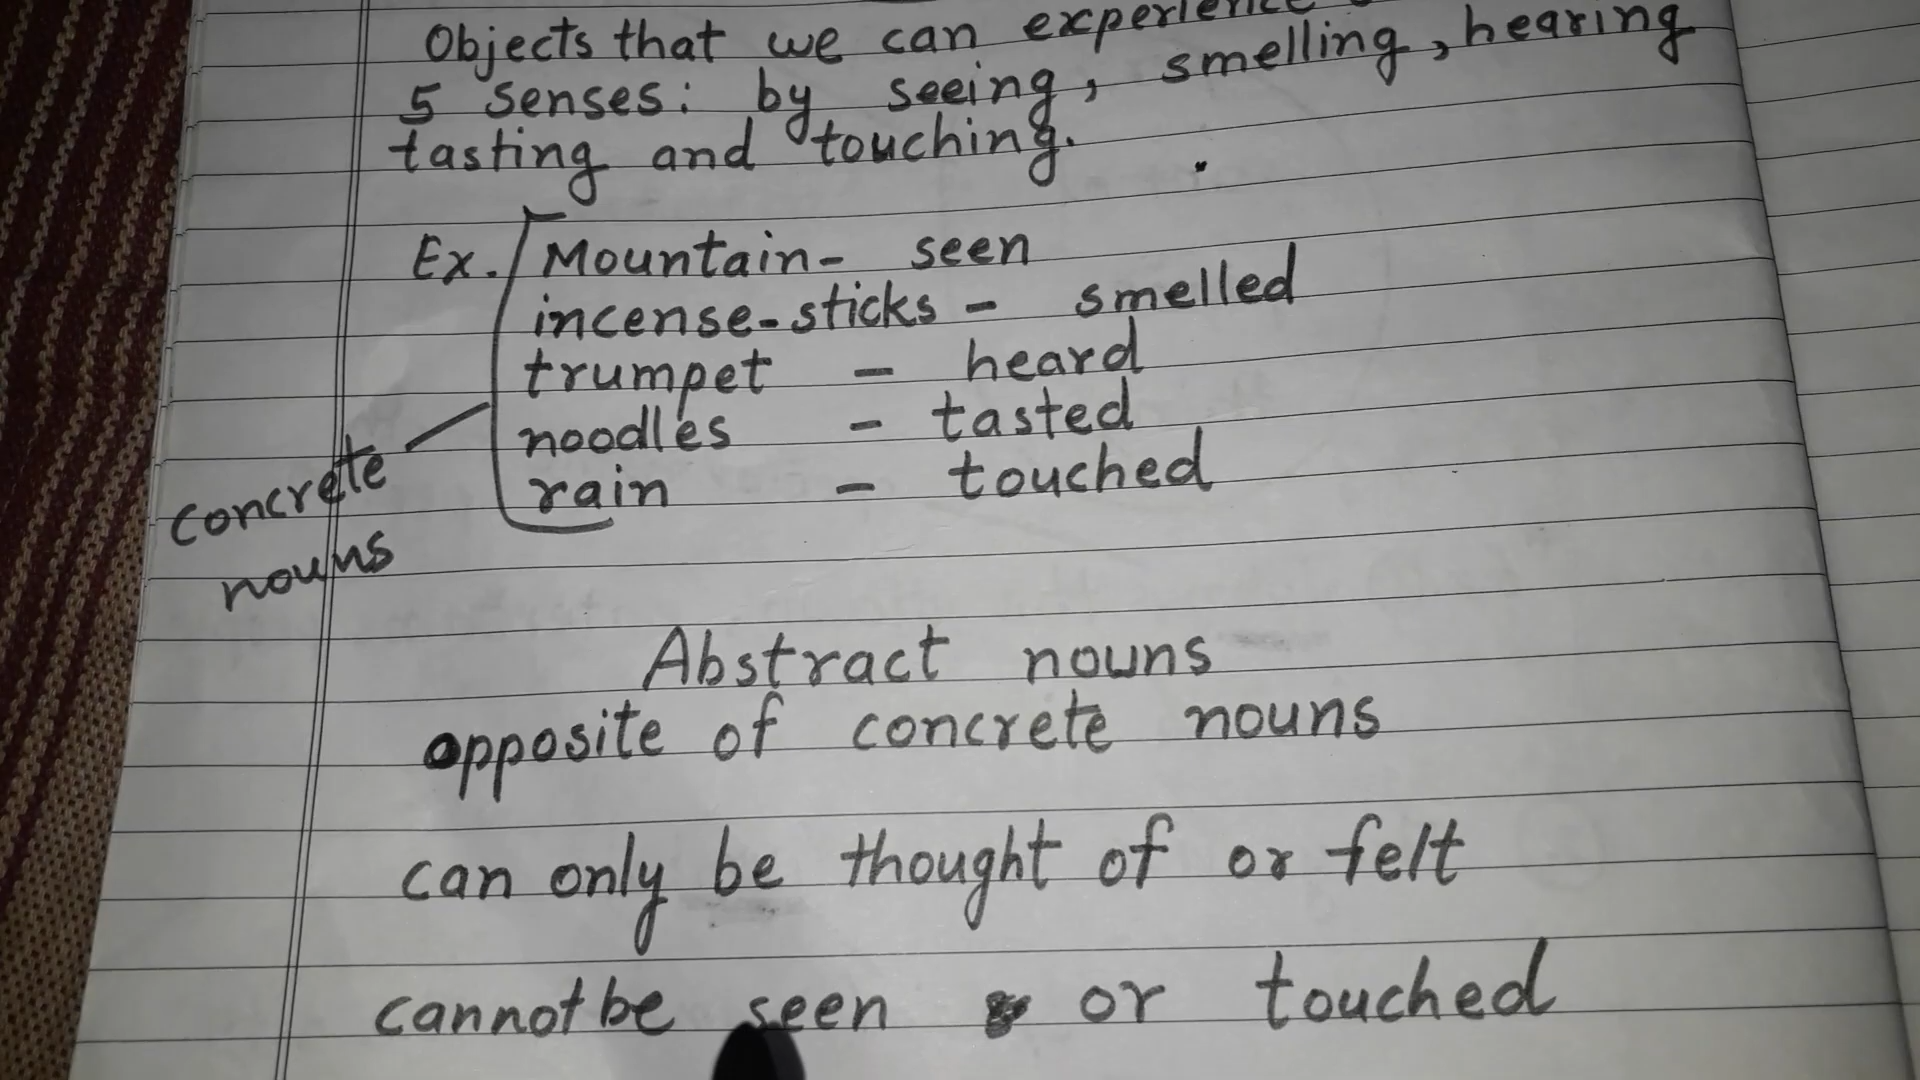 Objects that we can experience
5 senses: by seeing, smelling, hearing
tasting and touching.
Ex. Mountain- seen
incense-sticks - smelled
trumpet - heard
noodles - tasted
rain - touched
concrete
nouns
Abstract nouns
opposite of concrete nouns
can only be thought of or felt
cannot be seen or touched